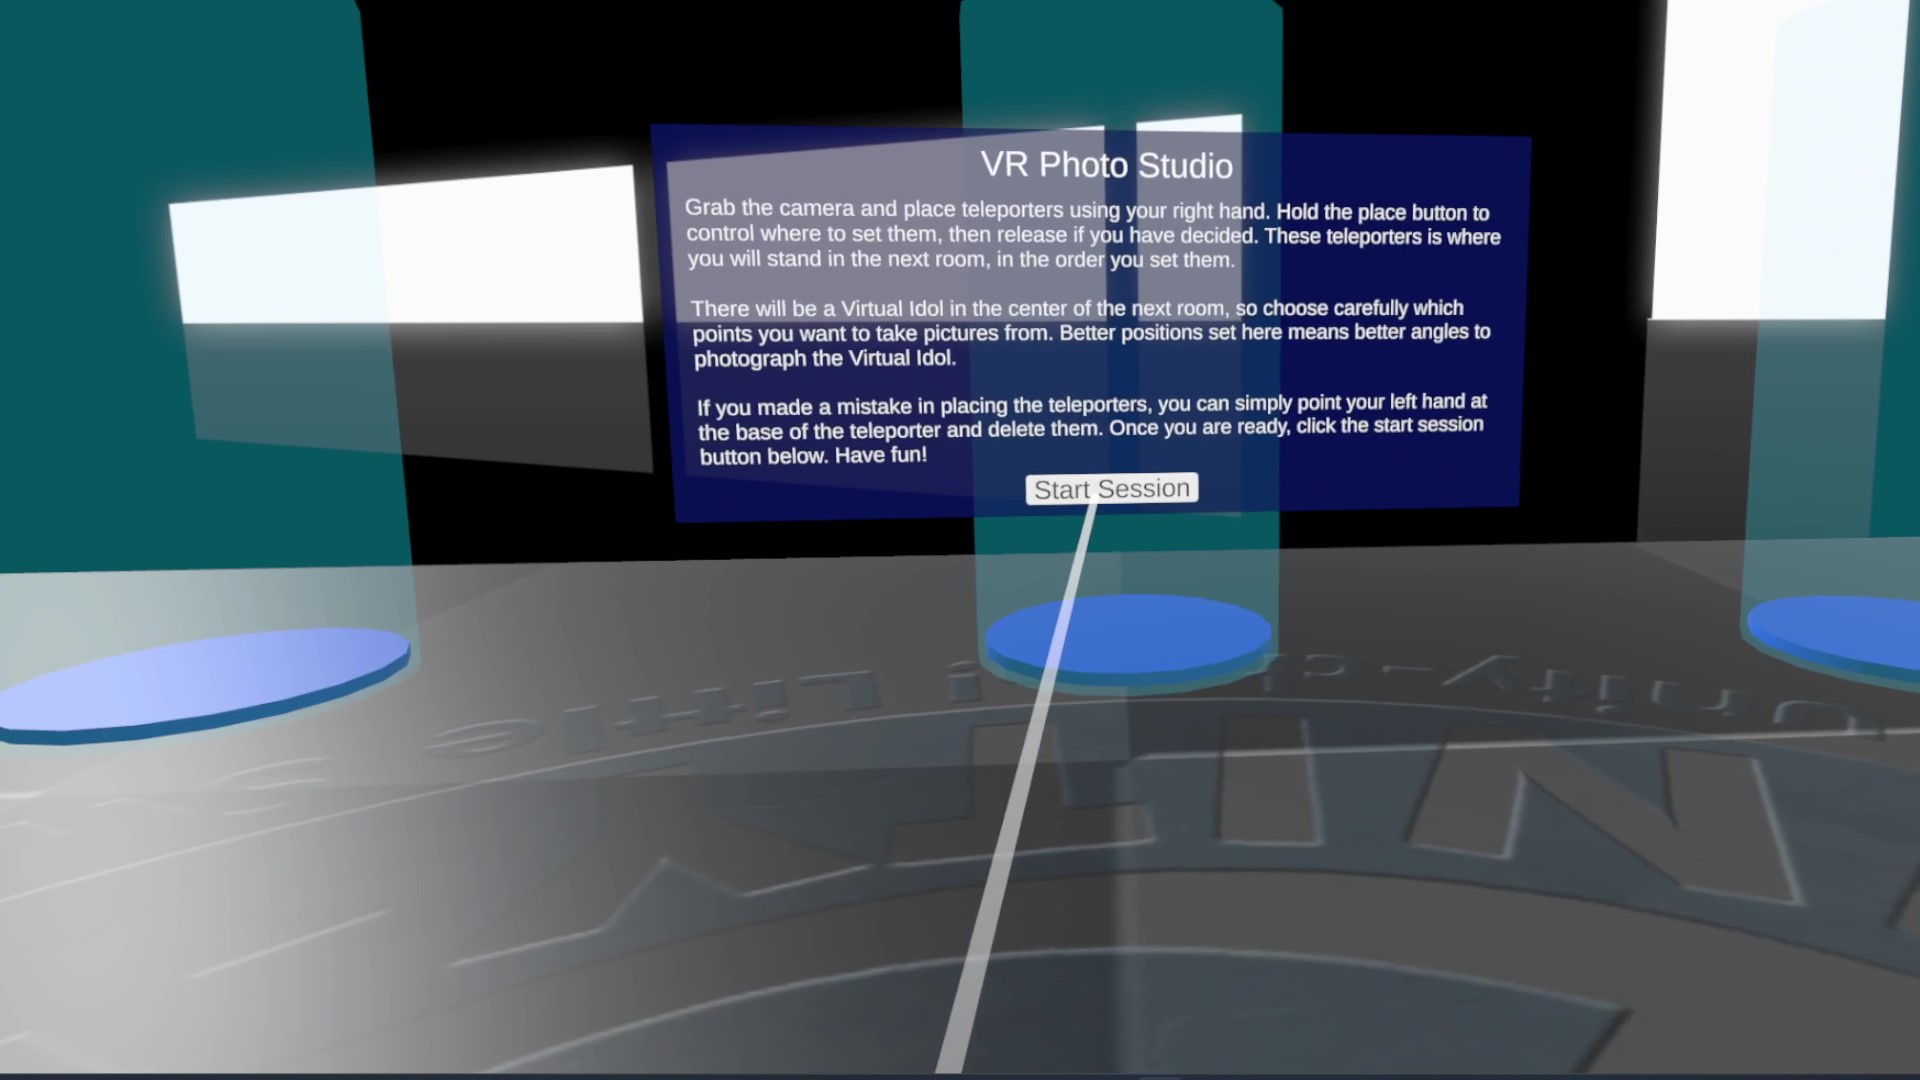 VR Photo Studio
Grab the camera and place teleporters using your right hand. Hold the place button to
control where to set them, then release if you have decided. These teleporters is where
you will stand in the next room, in the order you set them.
There will be a Virtual Idol in the center of the next room, so choose carefully which
points you want to take pictures from. Better positions set here means better angles to
photograph the Virtual Idol.
If you made a mistake in placing the teleporters, you can simply point your left hand at
the base of the teleporter and delete them. Once you are ready, click the start session
button below. Have fun!
Start Session